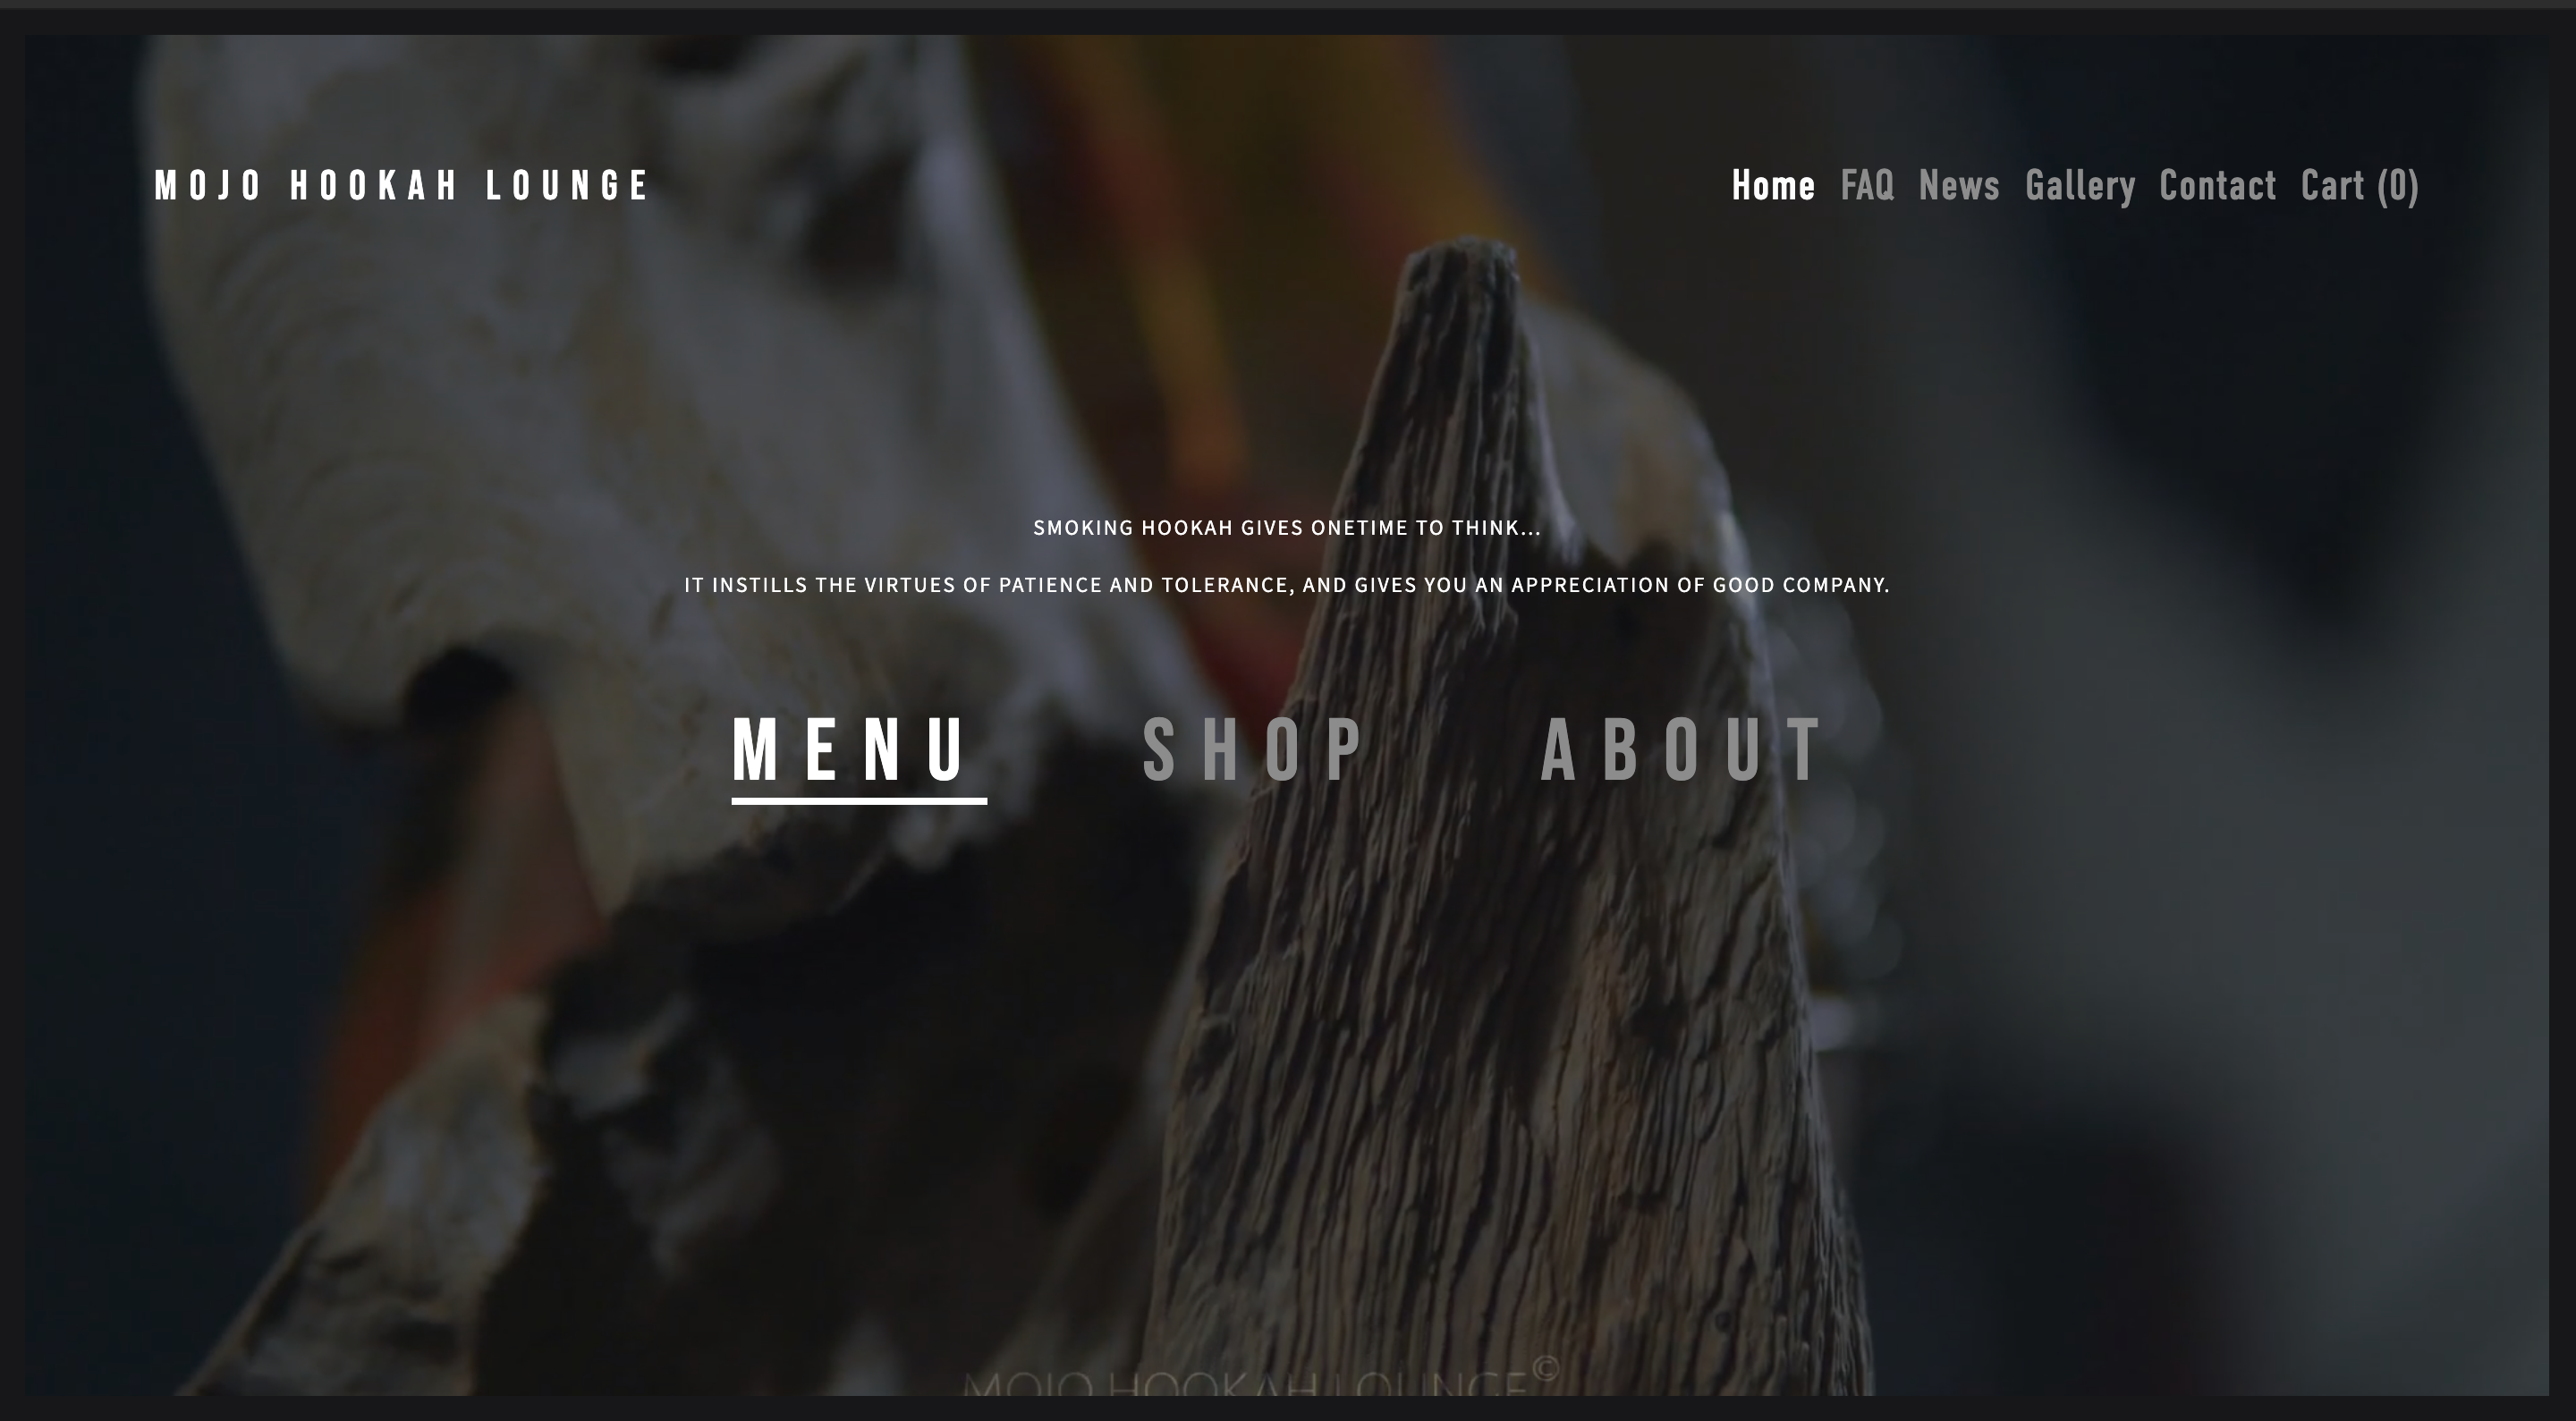 MOJO HOOKAH LOUNGE
Home FAQ News Gallery Contact Cart (0)
SMOKING HOOKAH GIVES ONETIME TO THINK...
IT INSTILLS THE VIRTUES OF PATIENCE AND TOLERANCE, AND GIVES YOU AN APPRECIATION OF GOOD COMPANY.
MENU SHOP ABOUT
MOJO HOOKAH LOUNGE©